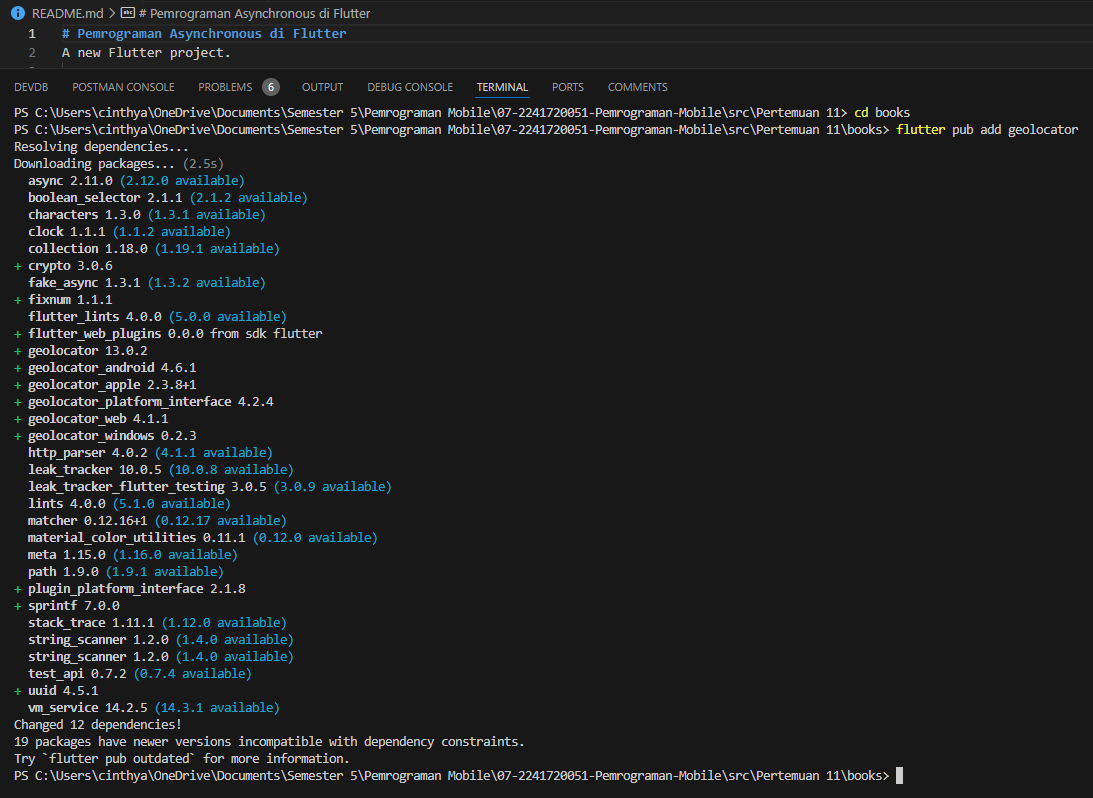 README.md > # Pemrograman Asynchronous di Flutter
1 # Pemrograman Asynchronous di Flutter
2 A new Flutter project.
DEVDB POSTMAN CONSOLE PROBLEMS 6 OUTPUT DEBUG CONSOLE TERMINAL PORTS COMMENTS
PS C:\Users\cinthya\OneDrive\Documents\Semester 5\Pemrograman Mobile\07-2241720051-Pemrograman-Mobile\src\Pertemuan 11> cd books
PS C:\Users\cinthya\OneDrive\Documents\Semester 5\Pemrograman Mobile\07-2241720051-Pemrograman-Mobile\src\Pertemuan 11\books> flutter pub add geolocator
Resolving dependencies...
Downloading packages... (2.5s)
async 2.11.0 (2.12.0 available)
boolean_selector 2.1.1 (2.1.2 available)
characters 1.3.0 (1.3.1 available)
clock 1.1.1 (1.1.2 available)
collection 1.18.0 (1.19.1 available)
+ crypto 3.0.6
fake_async 1.3.1 (1.3.2 available)
+ fixnum 1.1.1
flutter_lints 4.0.0 (5.0.0 available)
+ flutter_web_plugins 0.0.0 from sdk flutter
+ geolocator 13.0.2
+ geolocator_android 4.6.1
+ geolocator_apple 2.3.8+1
+ geolocator_platform_interface 4.2.4
+ geolocator_web 4.1.1
+ geolocator_windows 0.2.3
http_parser 4.0.2 (4.1.1 available)
leak_tracker 10.0.5 (10.0.8 available)
leak_tracker_flutter_testing 3.0.5 (3.0.9 available)
lints 4.0.0 (5.1.0 available)
matcher 0.12.16+1 (0.12.17 available)
material_color_utilities 0.11.1 (0.12.0 available)
meta 1.15.0 (1.16.0 available)
path 1.9.0 (1.9.1 available)
+ plugin_platform_interface 2.1.8
+ sprintf 7.0.0
stack_trace 1.11.1 (1.12.0 available)
string_scanner 1.2.0 (1.4.0 available)
string_scanner 1.2.0 (1.4.0 available)
test_api 0.7.2 (0.7.4 available)
+ uuid 4.5.1
vm_service 14.2.5 (14.3.1 available)
Changed 12 dependencies!
19 packages have newer versions incompatible with dependency constraints.
Try `flutter pub outdated` for more information.
PS C:\Users\cinthya\OneDrive\Documents\Semester 5\Pemrograman Mobile\07-2241720051-Pemrograman-Mobile\src\Pertemuan 11\books>